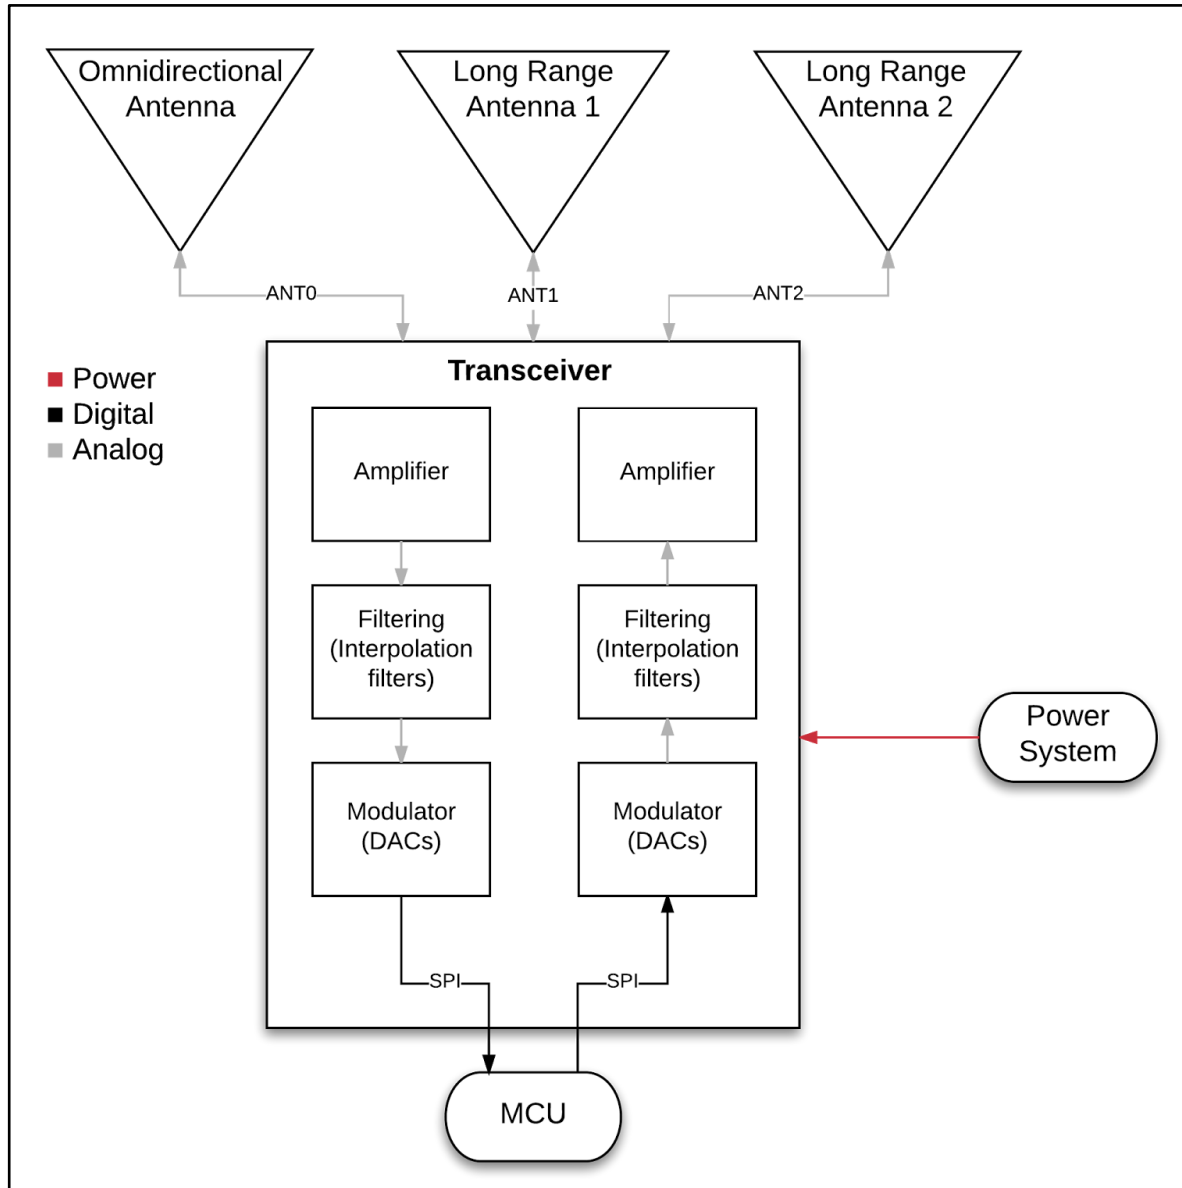 Omnidirectional
Antenna
Long Range
Antenna 1
Long Range
Antenna 2
ANT0
ANT1
ANT2
Power
Digital
Analog
Transceiver
Amplifier
Amplifier
Filtering
(Interpolation
filters)
Filtering
(Interpolation
filters)
Modulator
(DACs)
Modulator
(DACs)
Power
System
SPI
SPI
MCU